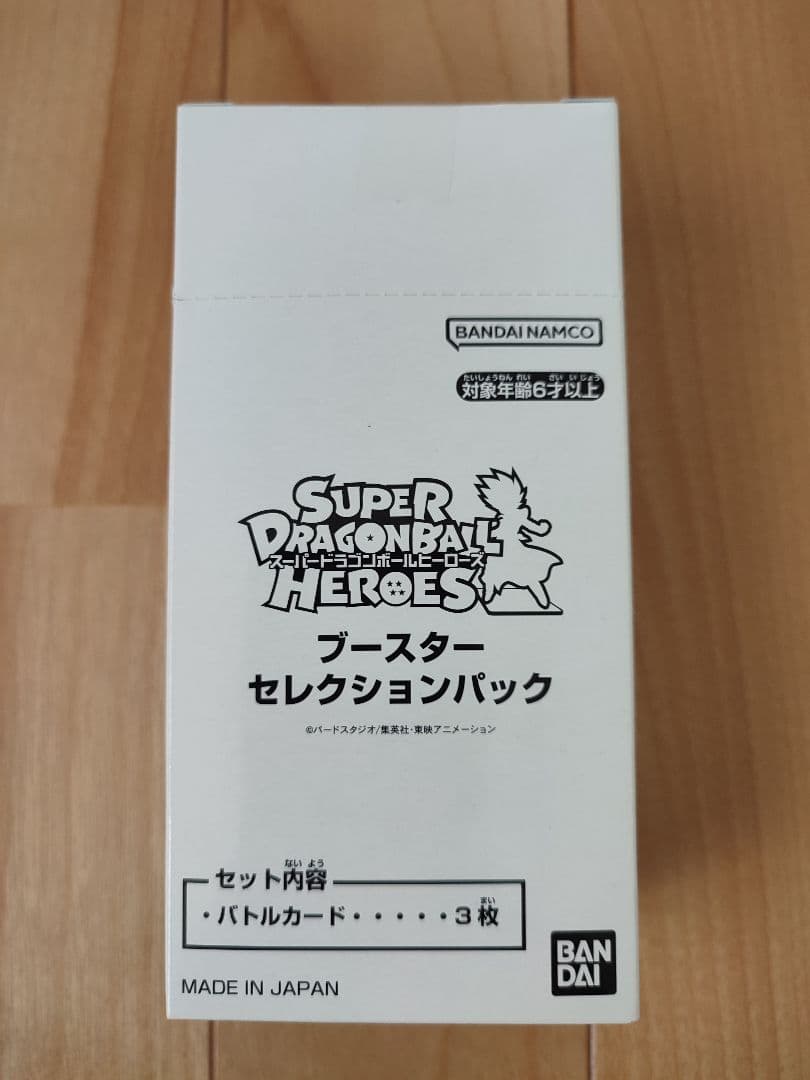 BANDAI NAMCO
たいしょうねんれい さいいじょう
対象年齢6才以上
SUPER
DRAGONBALL
スーパードラゴンボールヒーローズ
HEROES
ブースター
セレクションパック
©バードスタジオ/集英社・東映アニメーション
ないよう
セット内容
まい
・バトルカード・・・・・3枚
BAN
DAI
MADE IN JAPAN